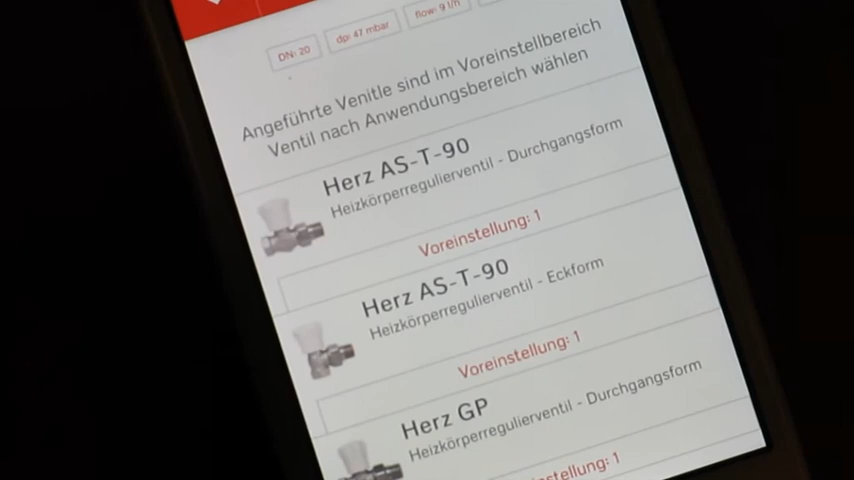 DN: 20
dp: 47 mbar
flow: 9 l/h
Angeführte Venitle sind im Voreinstellbereich
Ventil nach Anwendungsbereich wählen
Herz AS-T-90
Heizkörperregulierventil - Durchgangsform
Voreinstellung: 1
Herz AS-T-90
Heizkörperregulierventil - Eckform
Voreinstellung: 1
Herz GP
Heizkörperregulierventil - Durchgangsform
stellung: 1